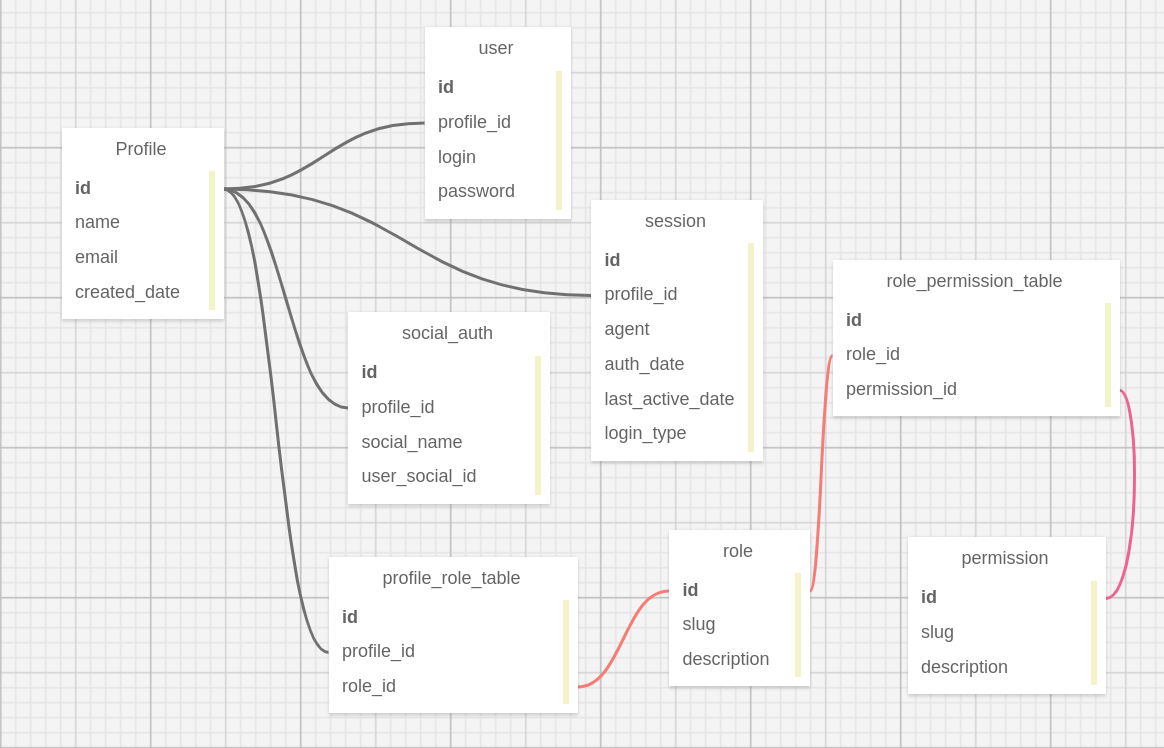 user
id
profile_id
login
password
Profile
id
name
email
created_date
session
id
profile_id
agent
auth_date
last_active_date
login_type
role_permission_table
id
role_id
permission_id
social_auth
id
profile_id
social_name
user_social_id
role
id
slug
description
permission
id
slug
description
profile_role_table
id
profile_id
role_id